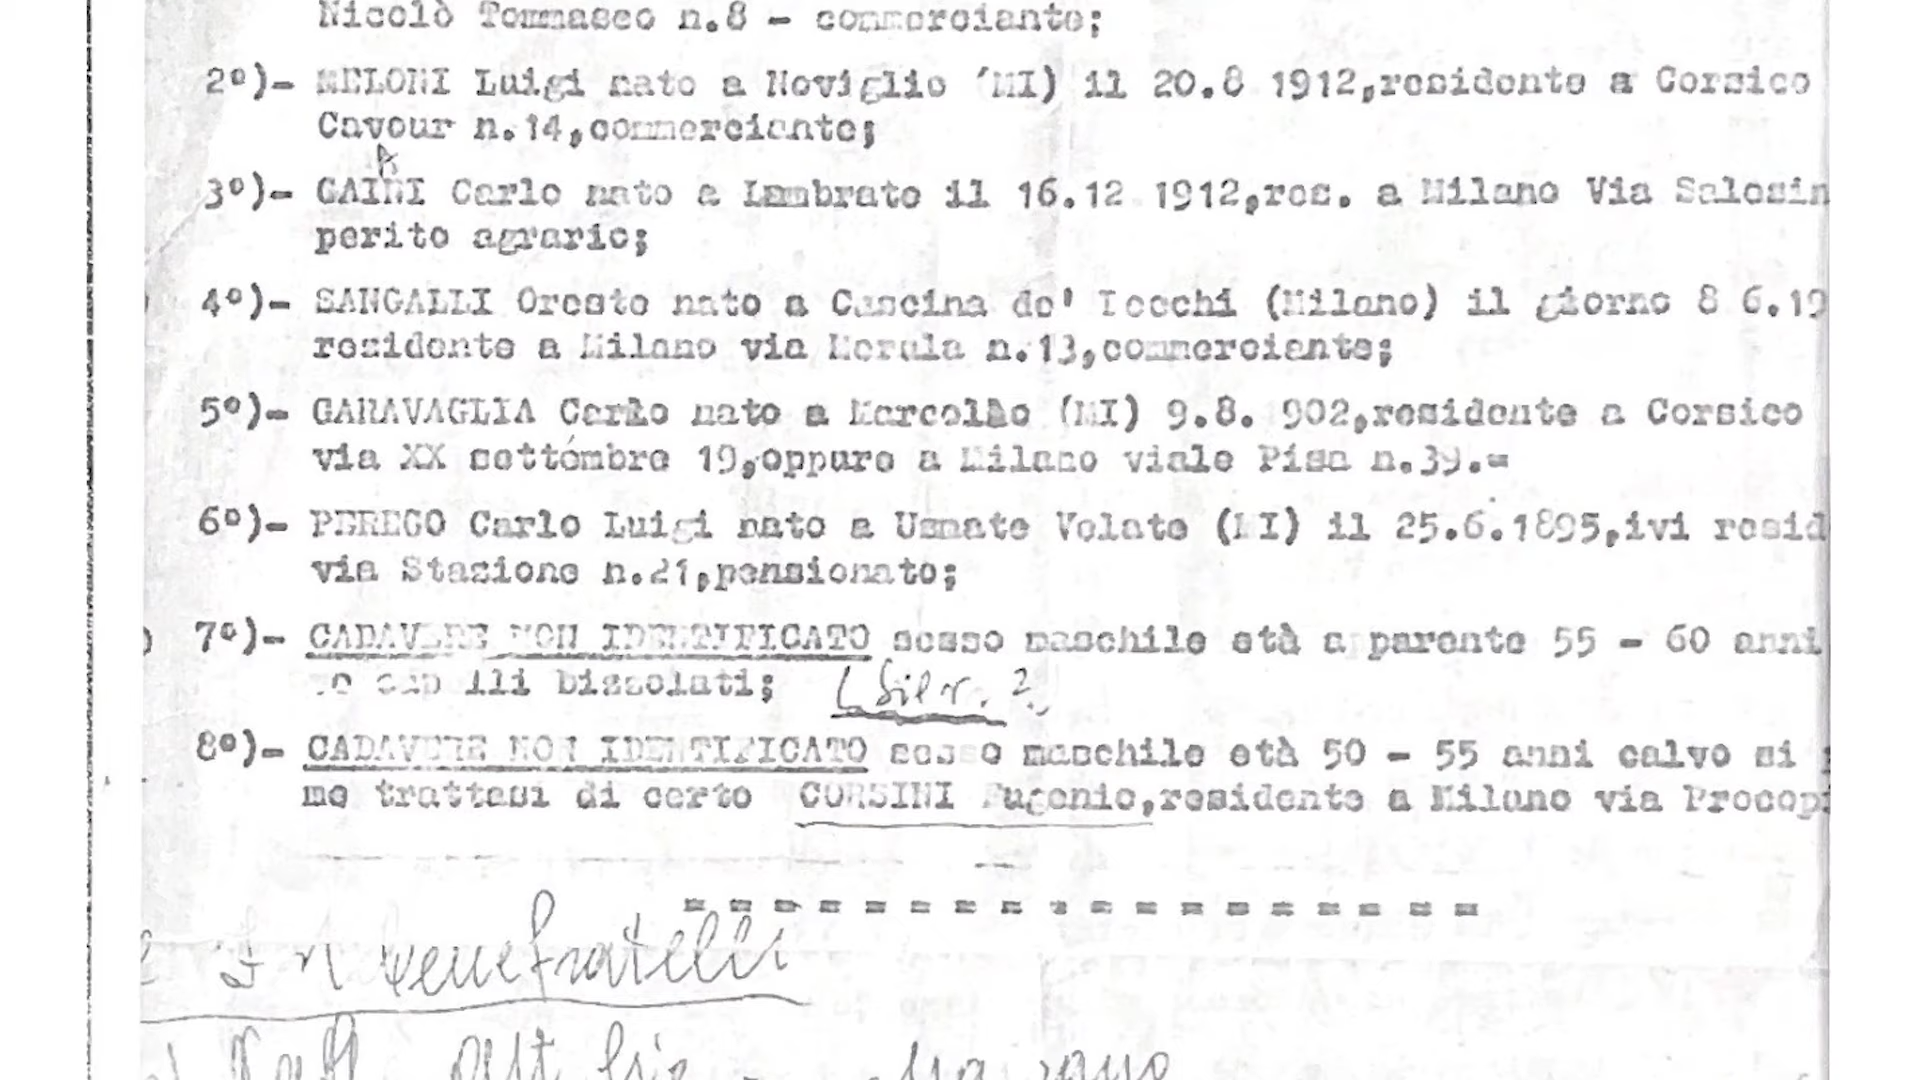 Nicolò Tommaseo n.8 - commerciante;
2°)- MELONI Luigi nato a Noviglio (MI) il 20.8 1912,residente a Corsico
Cavour n.14,commerciante;
3°)- GAINI Carlo nato a Lambrate il 16.12 1912,res. a Milano Via Salesin
perito agrario;
4°)- SANGALLI Oreste nato a Cascina de' Pecchi (Milano) il giorno 8 6.19
residente a Milano via Merula n.13,commerciante;
5°)- GARAVAGLIA Carlo nato a Marcallo (MI) 9.8. 902,residente a Corsico
via XX settembre 19,oppure a Milano viale Pisa n.39.=
6°)- PEREGO Carlo Luigi nato a Usmate Velate (MI) il 25.6.1895,ivi resid
via Stazione n.21,pensionato;
7°)- CADAVERE NON IDENTIFICATO sesso maschile età apparente 55 - 60 anni
capelli bizzolati; (Silv. ?
8°)- CADAVERE NON IDENTIFICATO sesso maschile età 50 - 55 anni calvo si
me trattasi di certo CORSINI Eugenio,residente a Milano via Procop
= = = = = = = = = = = = = = = = = =
Benefratelli